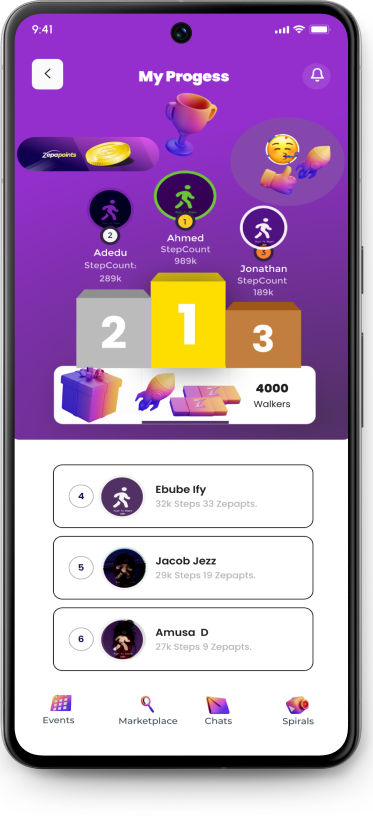 9:41
My Progess
Zepapoints
1
2
Ahmed
3
Adedu
StepCount
StepCount:
989k
Jonathan
289k
StepCount
189k
2
1
3
4000
Walkers
4
Ebube Ify
32k Steps 33 Zepapts.
5
Jacob Jezz
29k Steps 19 Zepapts.
6
Amusa D
27k Steps 9 Zepapts.
Events
Marketplace
Chats
Spirals